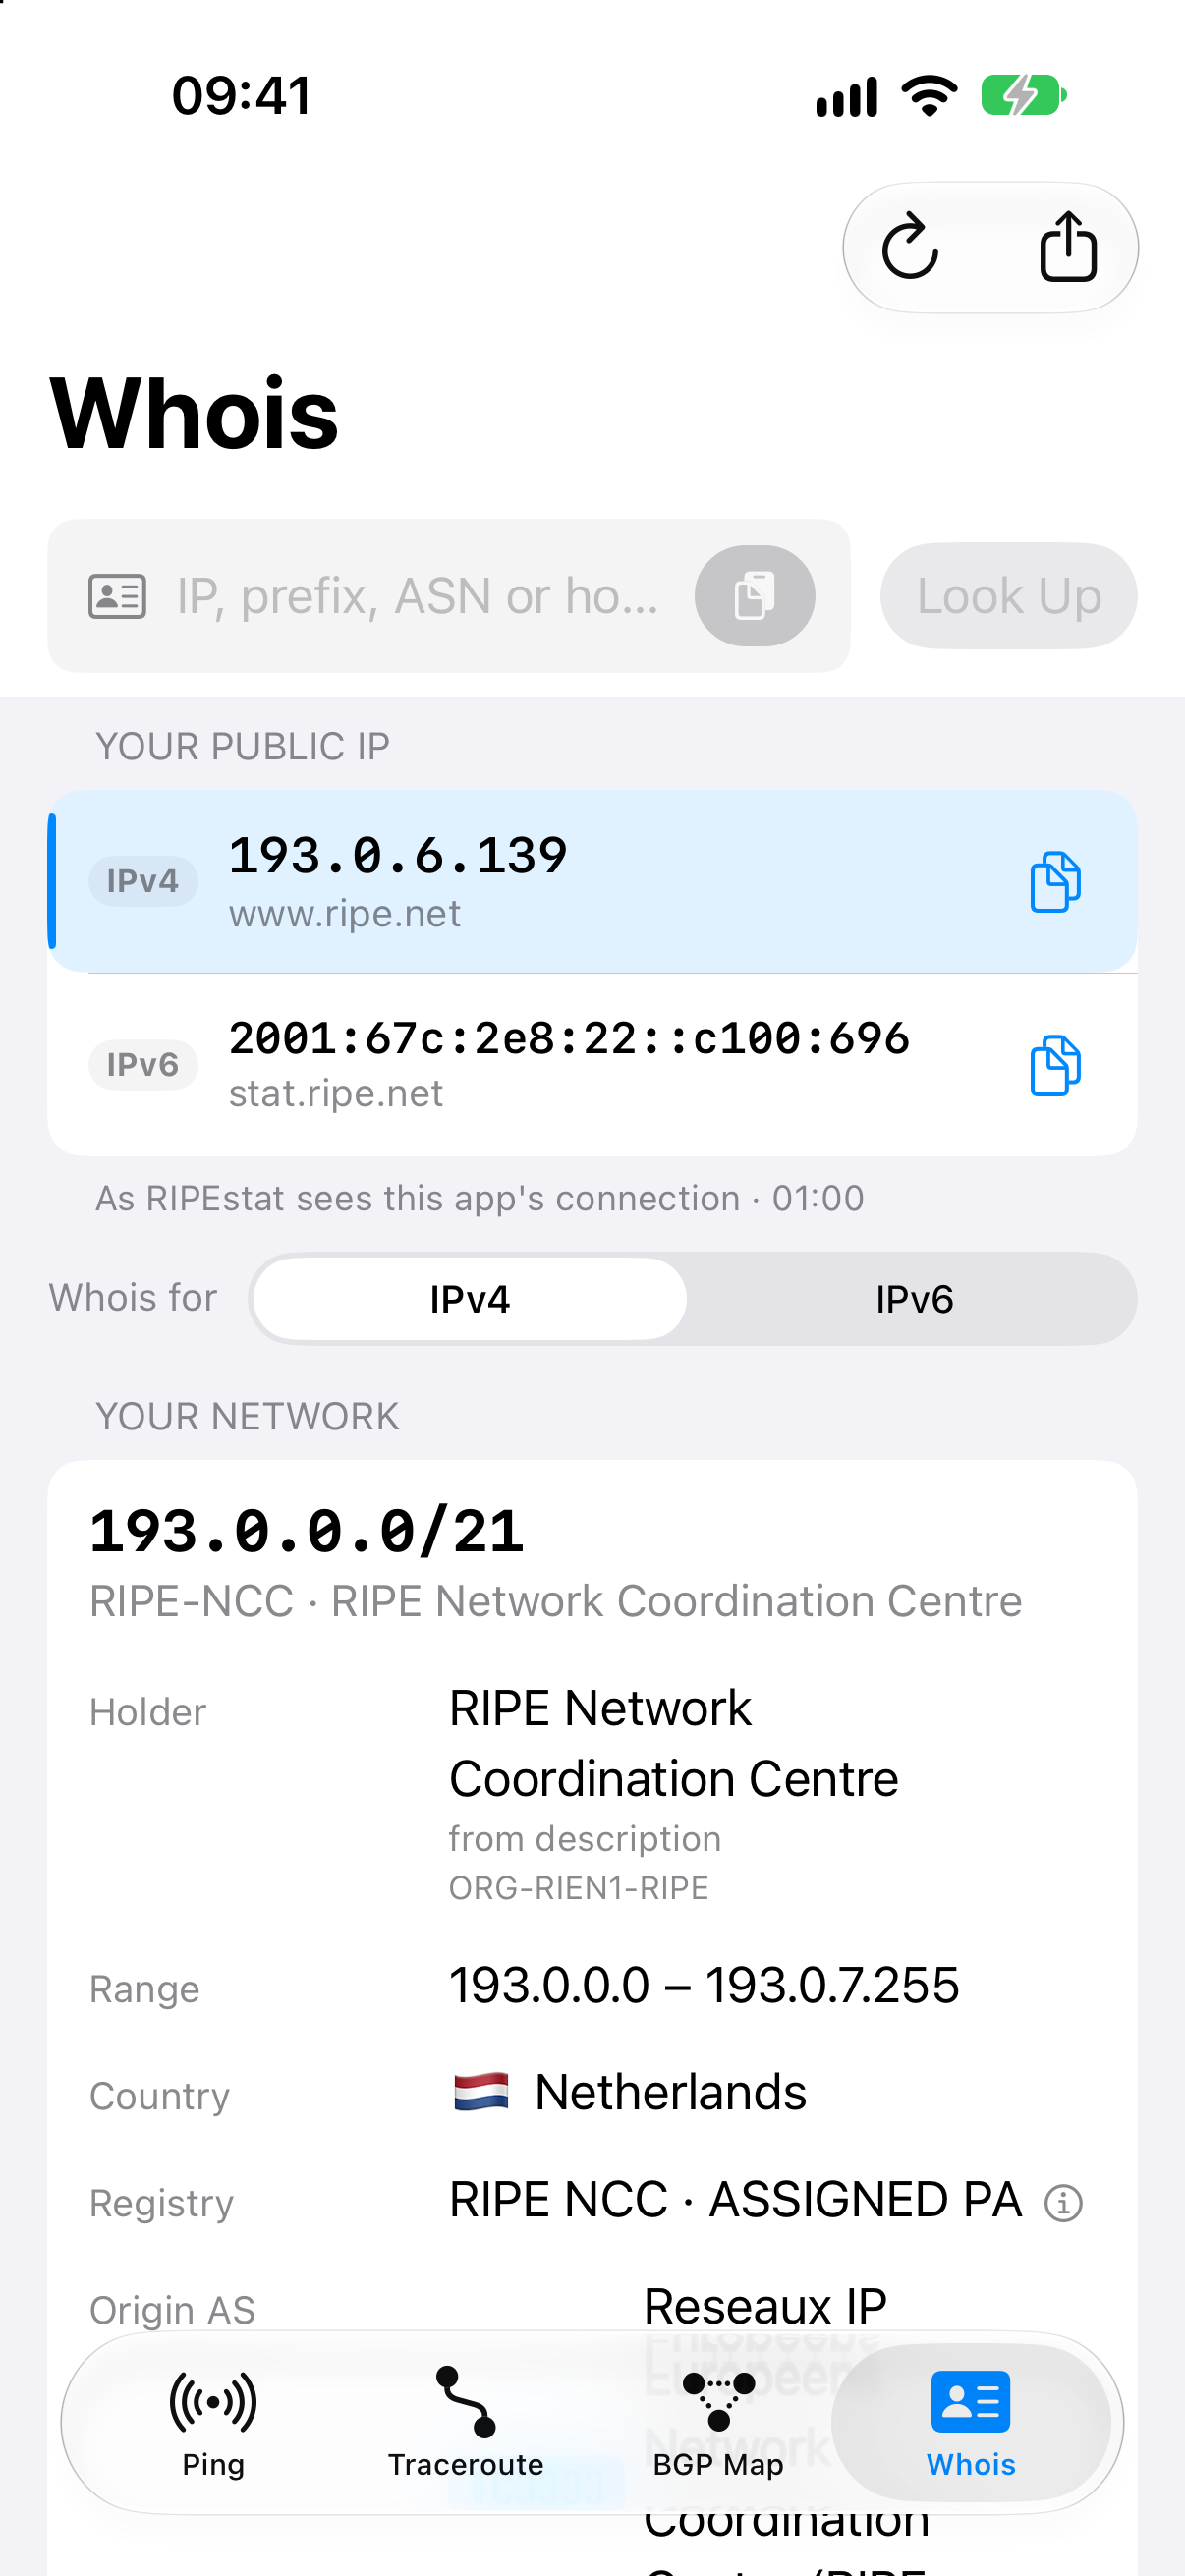 09:41
Whois
IP, prefix, ASN or ho...
Look Up
YOUR PUBLIC IP
IPv4
193.0.6.139
www.ripe.net
IPv6
2001:67c:2e8:22::c100:696
stat.ripe.net
As RIPEstat sees this app's connection · 01:00
Whois for
IPv4
IPv6
YOUR NETWORK
193.0.0.0/21
RIPE-NCC · RIPE Network Coordination Centre
Holder
RIPE Network
Coordination Centre
from description
ORG-RIEN1-RIPE
Range
193.0.0.0 – 193.0.7.255
Country
Netherlands
Registry
RIPE NCC · ASSIGNED PA
Origin AS
Reseaux IP
Network
Coordination
Ping
Traceroute
BGP Map
Whois